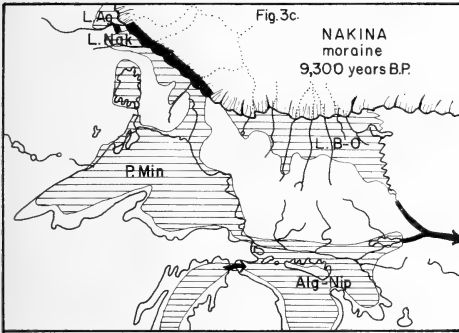 L. Ag
L. Nak
Fig. 3c.
NAKINA
moraine
9,300 years B.P.
L. B-O
P. Min
Alg-Nip